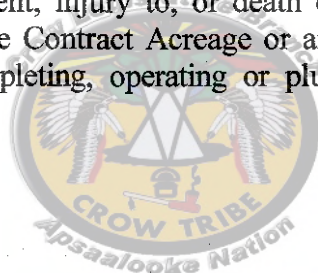 ent, injury to, or death
e Contract Acreage or a
pleting, operating or plu
CROW TRIBE
Apsaalooke Nation